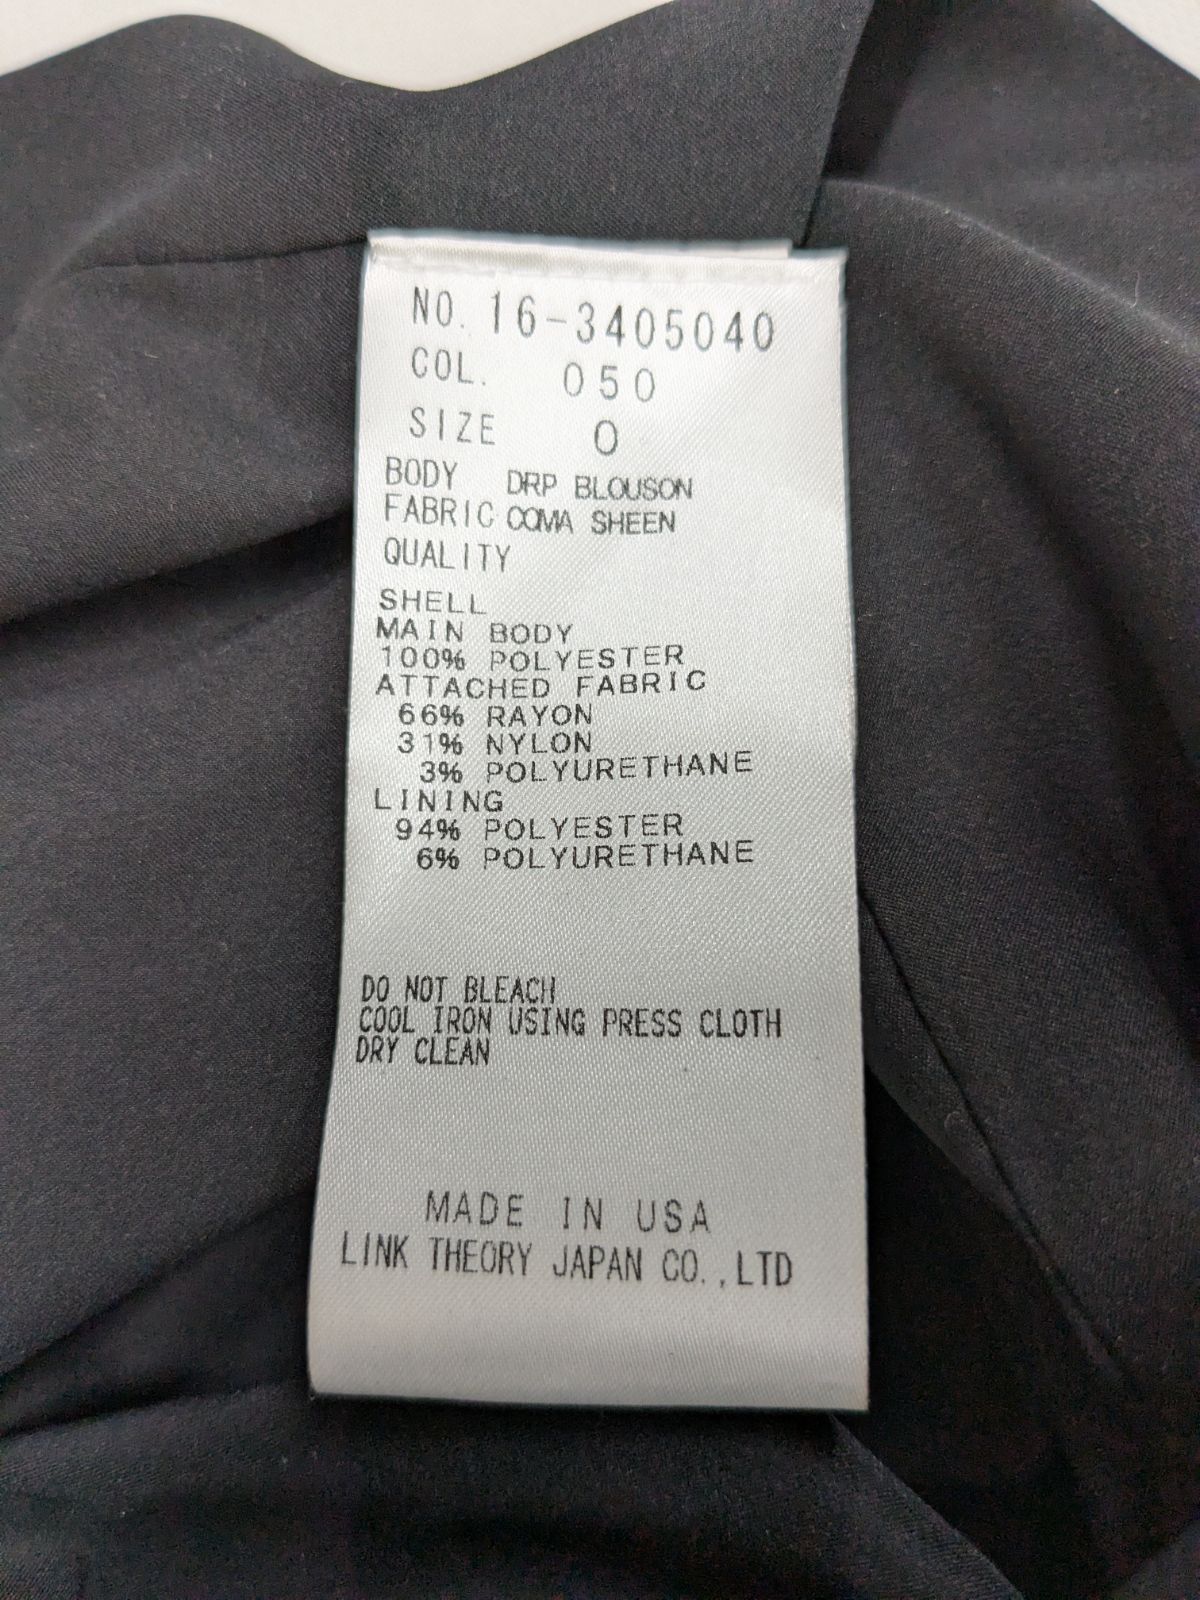 NO. 16-3405040
COL. 050
SIZE 0
BODY DRP BLOUSON
FABRIC COMA SHEEN
QUALITY
SHELL
MAIN BODY
100% POLYESTER
ATTACHED FABRIC
66% RAYON
31% NYLON
3% POLYURETHANE
LINING
94% POLYESTER
6% POLYURETHANE
DO NOT BLEACH
COOL IRON USING PRESS CLOTH
DRY CLEAN
MADE IN USA
LINK THEORY JAPAN CO.,LTD